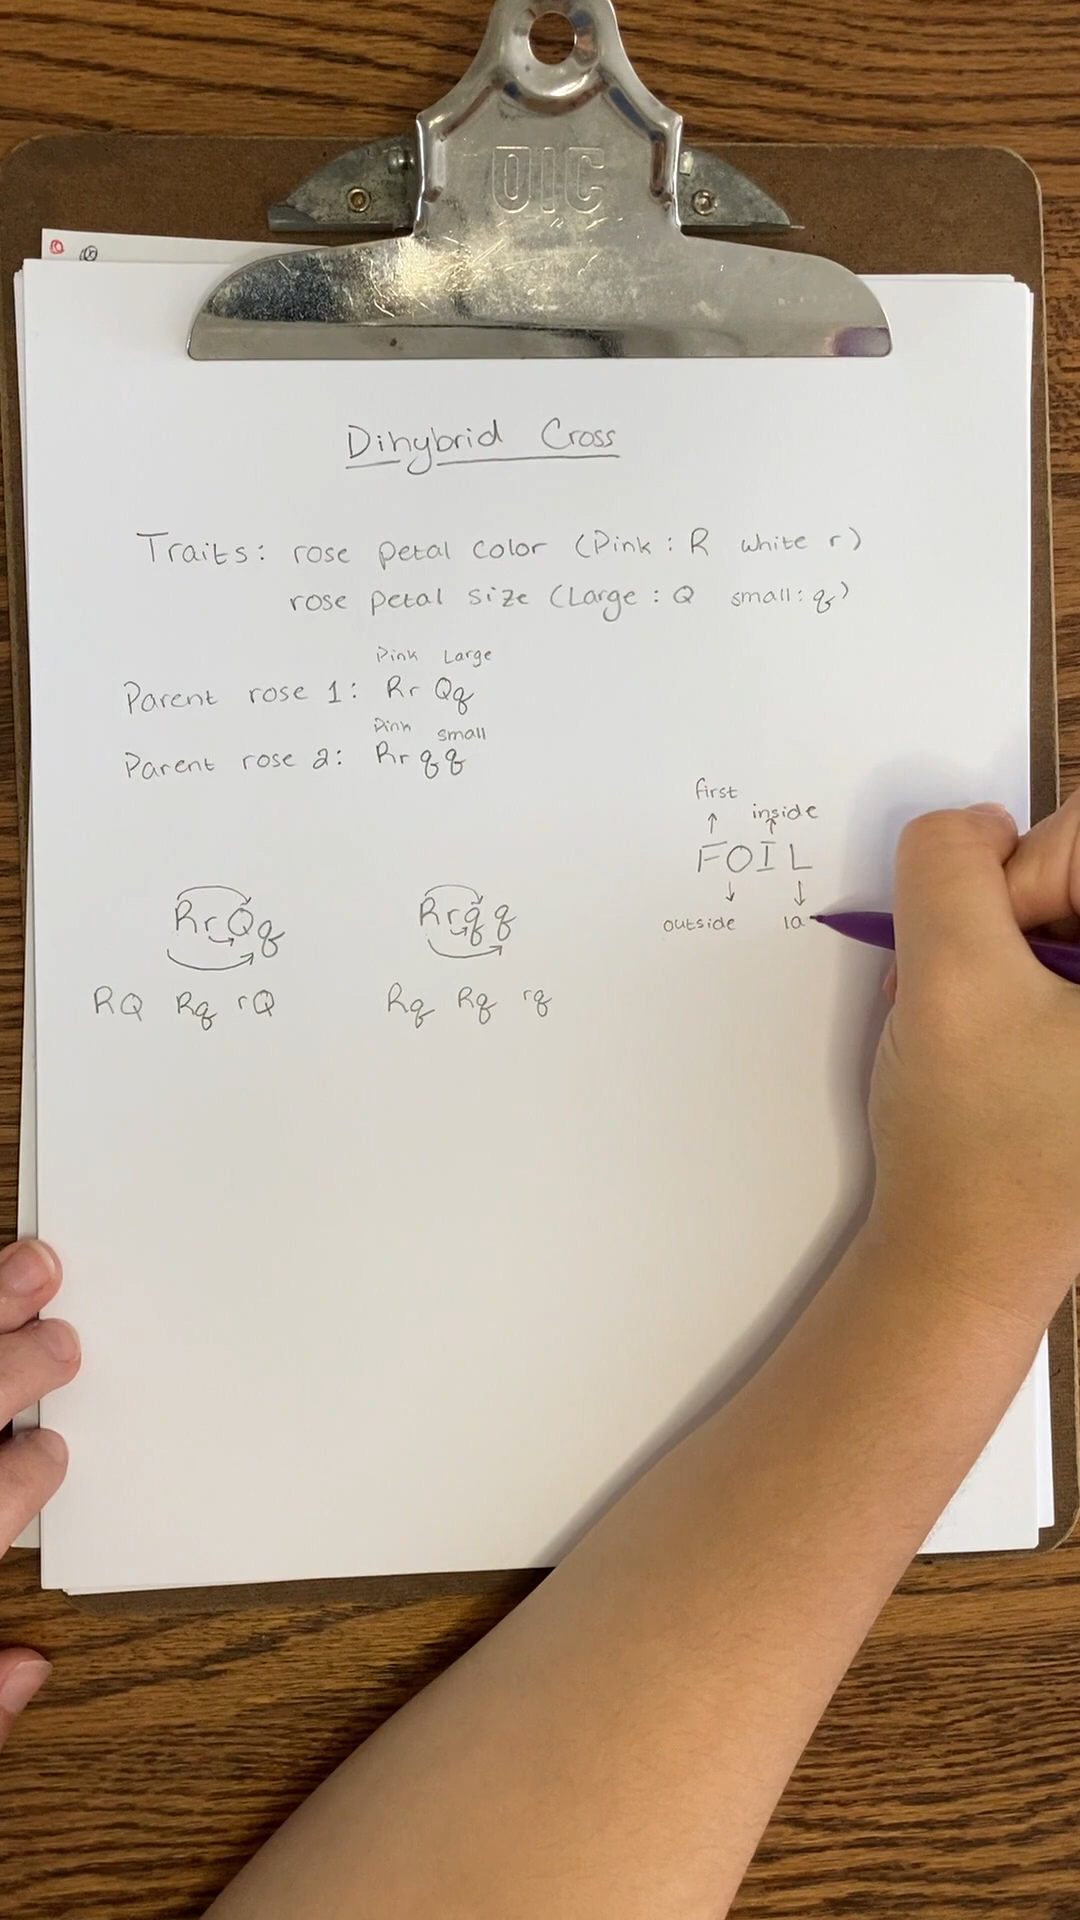 OIC
Dihybrid Cross
Traits: rose petal color (Pink : R white r)
rose petal size (Large : Q small : q)
Pink Large
Parent rose 1: Rr Qq
Pink small
Parent rose 2: Rr qq
first
inside
FOIL
outside la
RrQq Rrqq
RQ Rq rQ Rq Rq rq